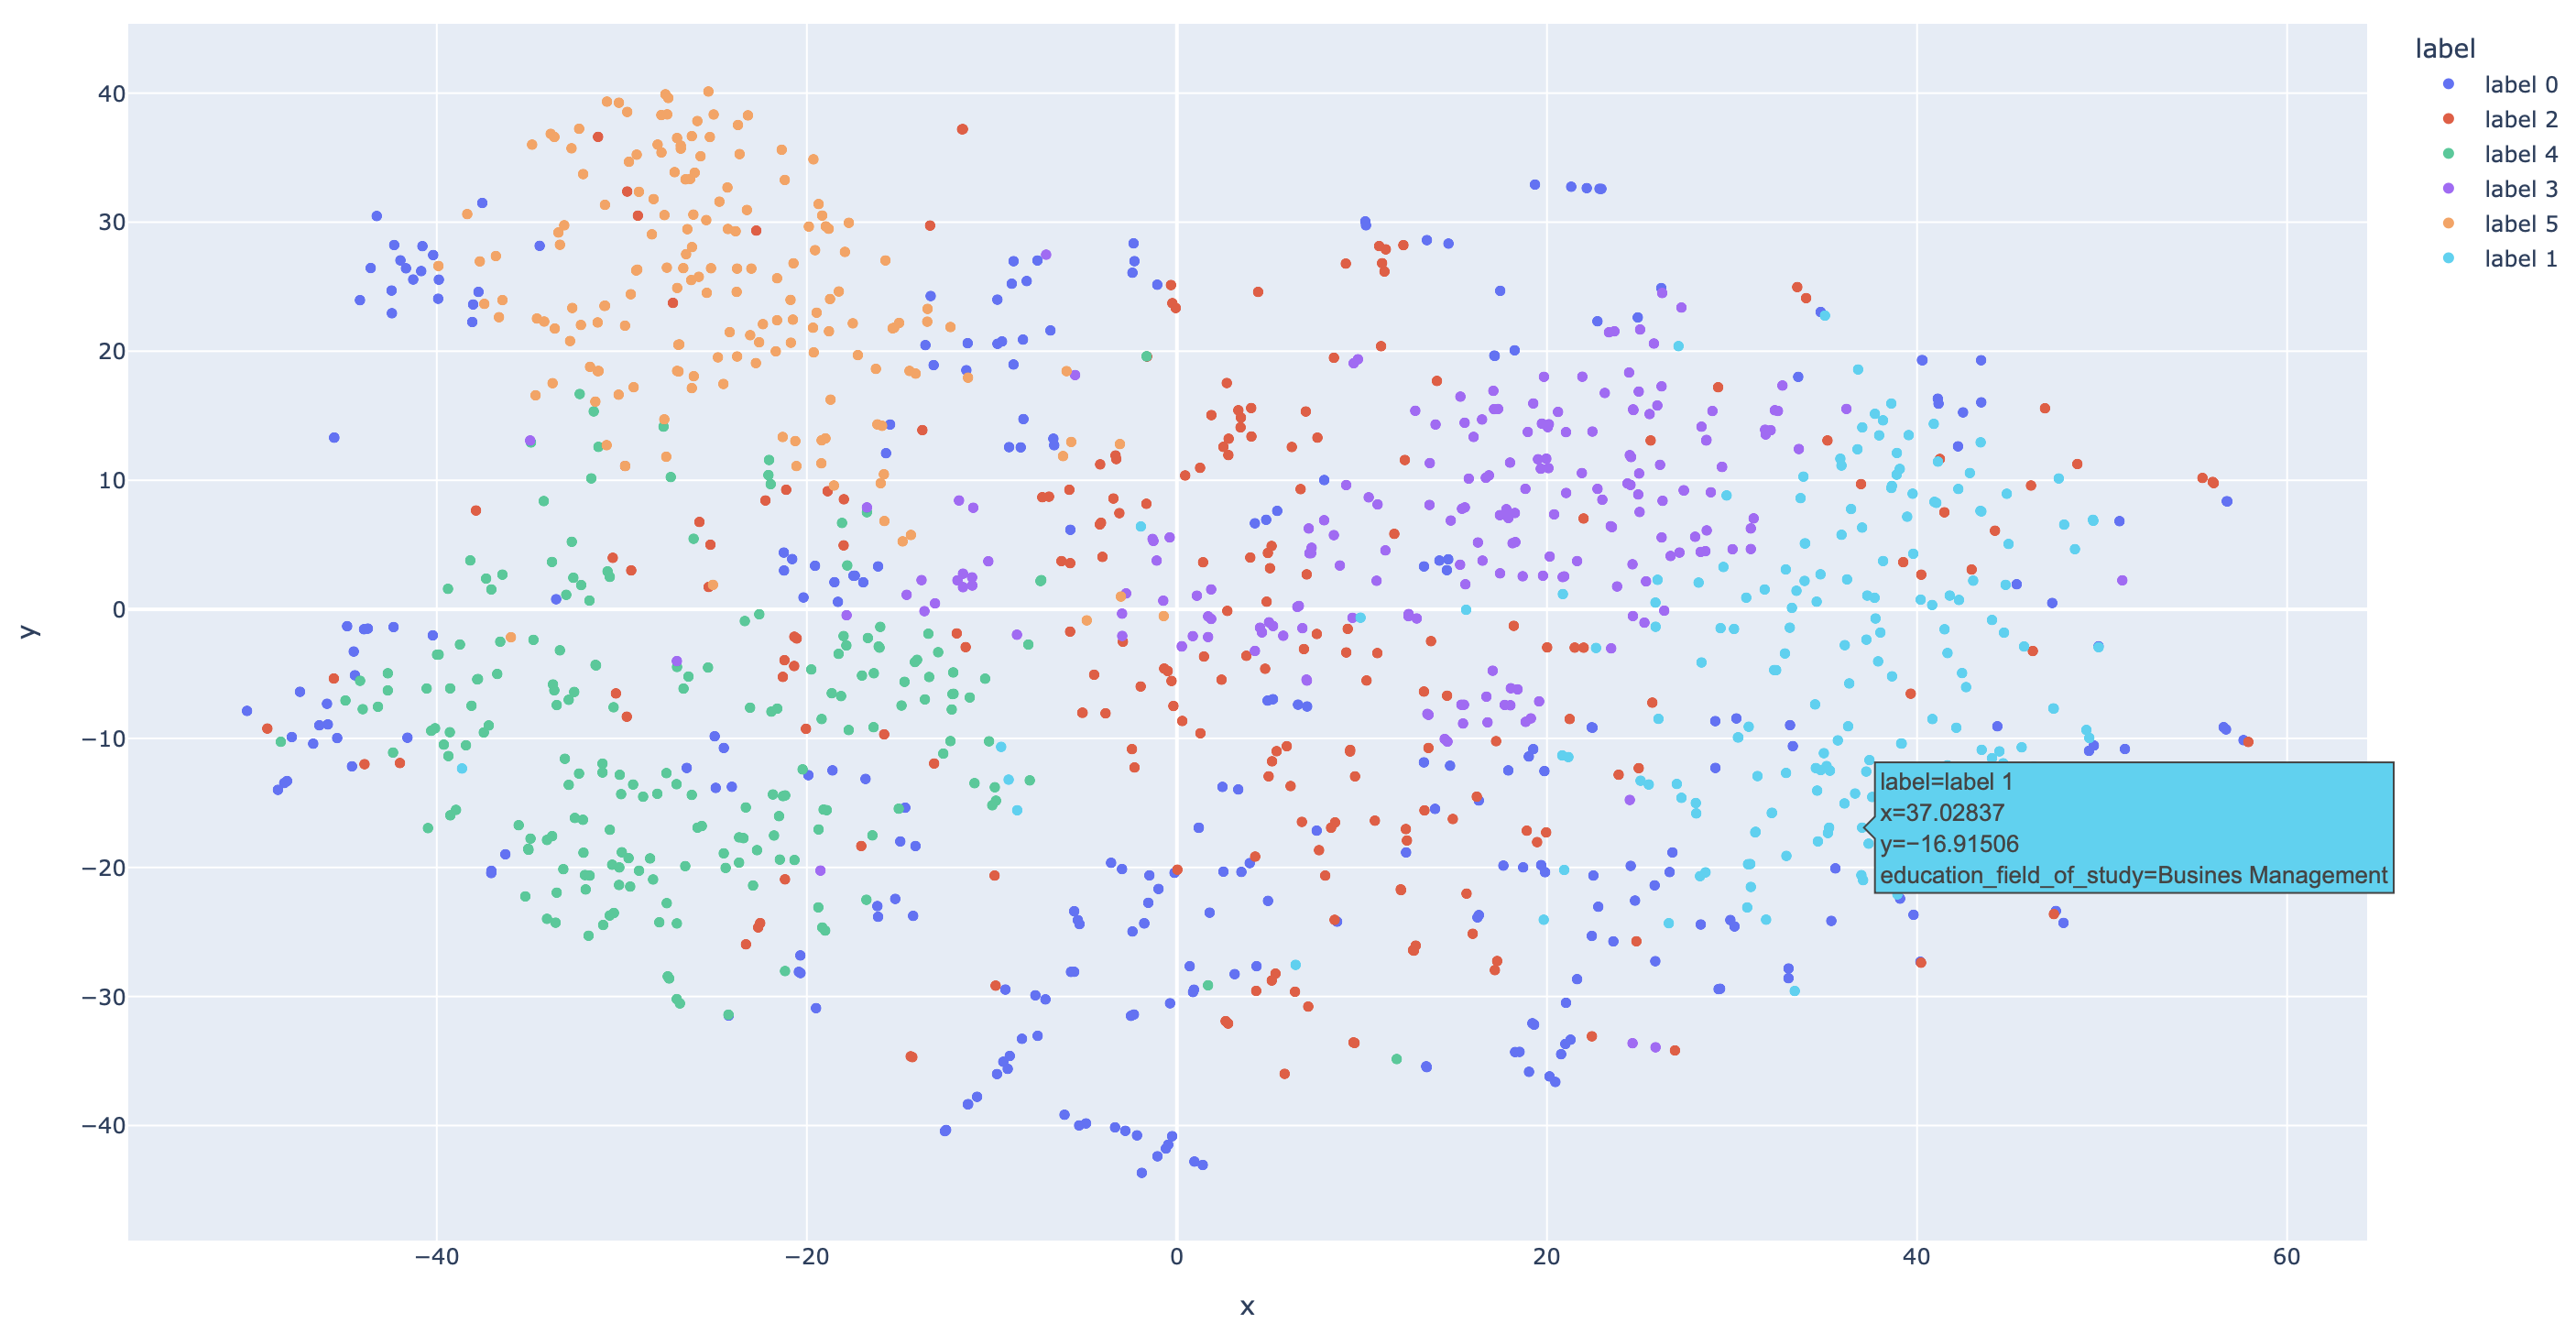 label
label 0
label 2
label 4
label 3
label 5
label 1
40
30
20
10
0
−10
−20
−30
−40
y
label=label 1
x=37.02837
y=−16.91506
education_field_of_study=Busines Management
−40
−20
0
20
40
60
x